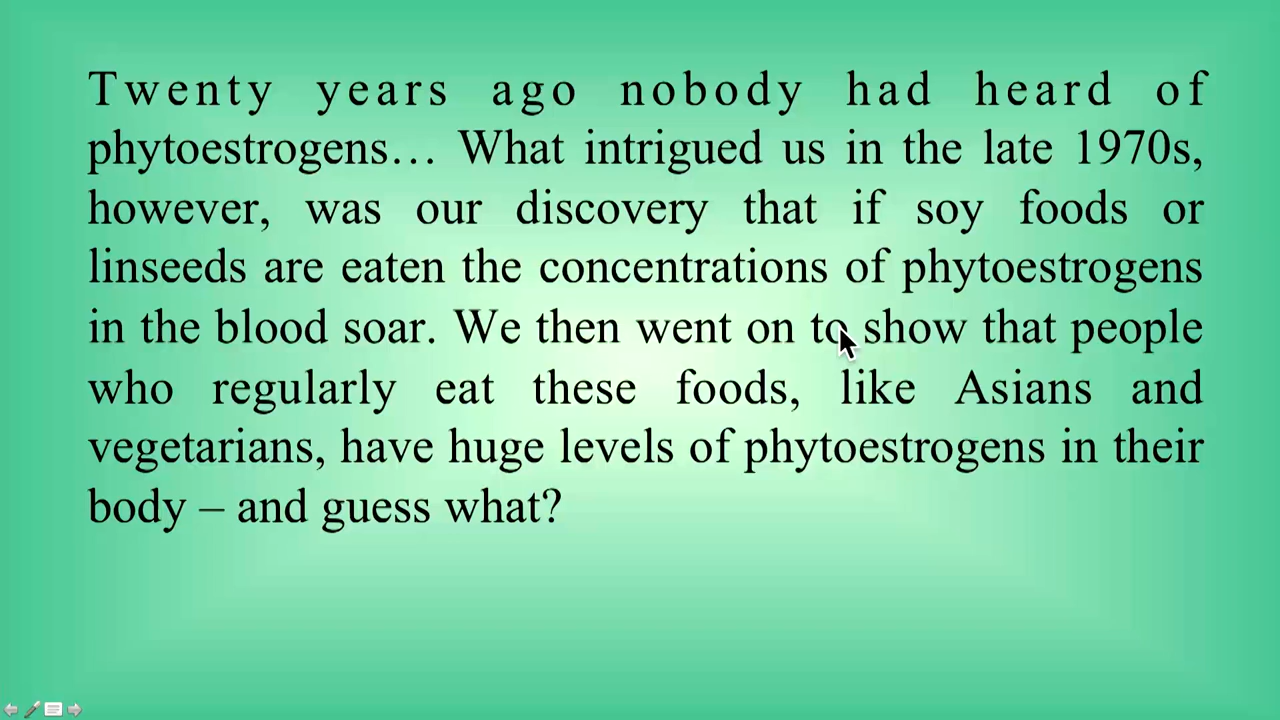 Twenty years ago nobody had heard of
phytoestrogens… What intrigued us in the late 1970s,
however, was our discovery that if soy foods or
linseeds are eaten the concentrations of phytoestrogens
in the blood soar. We then went on to show that people
who regularly eat these foods, like Asians and
vegetarians, have huge levels of phytoestrogens in their
body – and guess what?